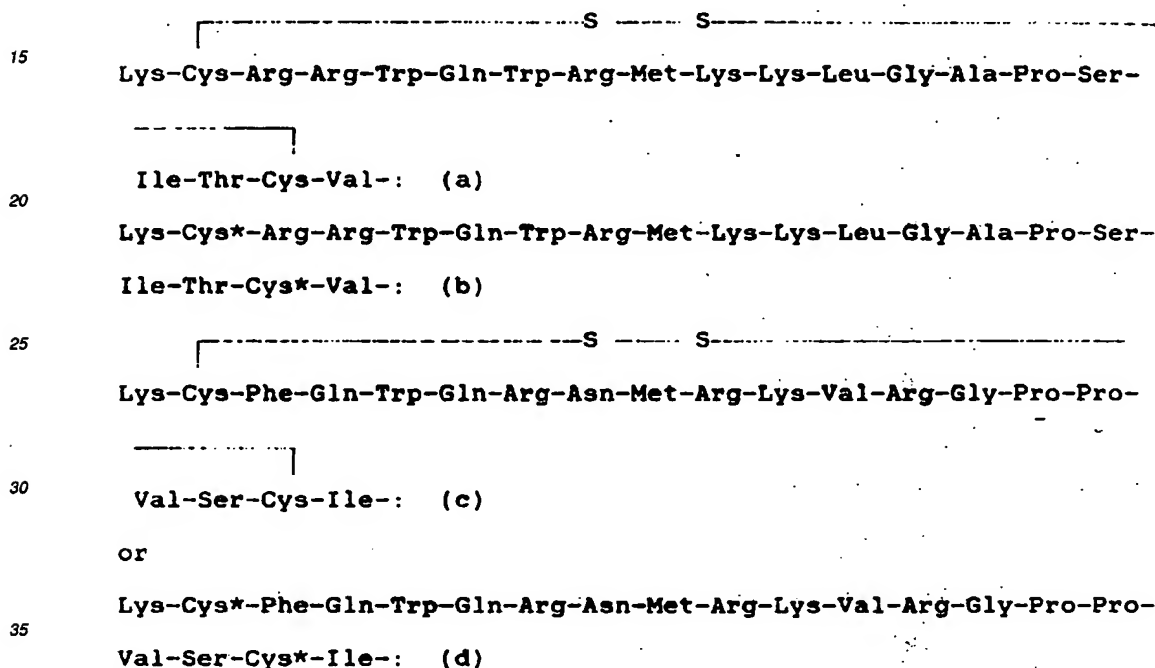 S S
15
Lys-Cys-Arg-Arg-Trp-Gln-Trp-Arg-Met-Lys-Lys-Leu-Gly-Ala-Pro-Ser-
Ile-Thr-Cys-Val-: (a)
20
Lys-Cys*-Arg-Arg-Trp-Gln-Trp-Arg-Met-Lys-Lys-Leu-Gly-Ala-Pro-Ser-
Ile-Thr-Cys*-Val-: (b)
25 S S
Lys-Cys-Phe-Gln-Trp-Gln-Arg-Asn-Met-Arg-Lys-Val-Arg-Gly-Pro-Pro-
30
Val-Ser-Cys-Ile-: (c)
or
Lys-Cys*-Phe-Gln-Trp-Gln-Arg-Asn-Met-Arg-Lys-Val-Arg-Gly-Pro-Pro-
35
Val-Ser-Cys*-Ile-: (d)